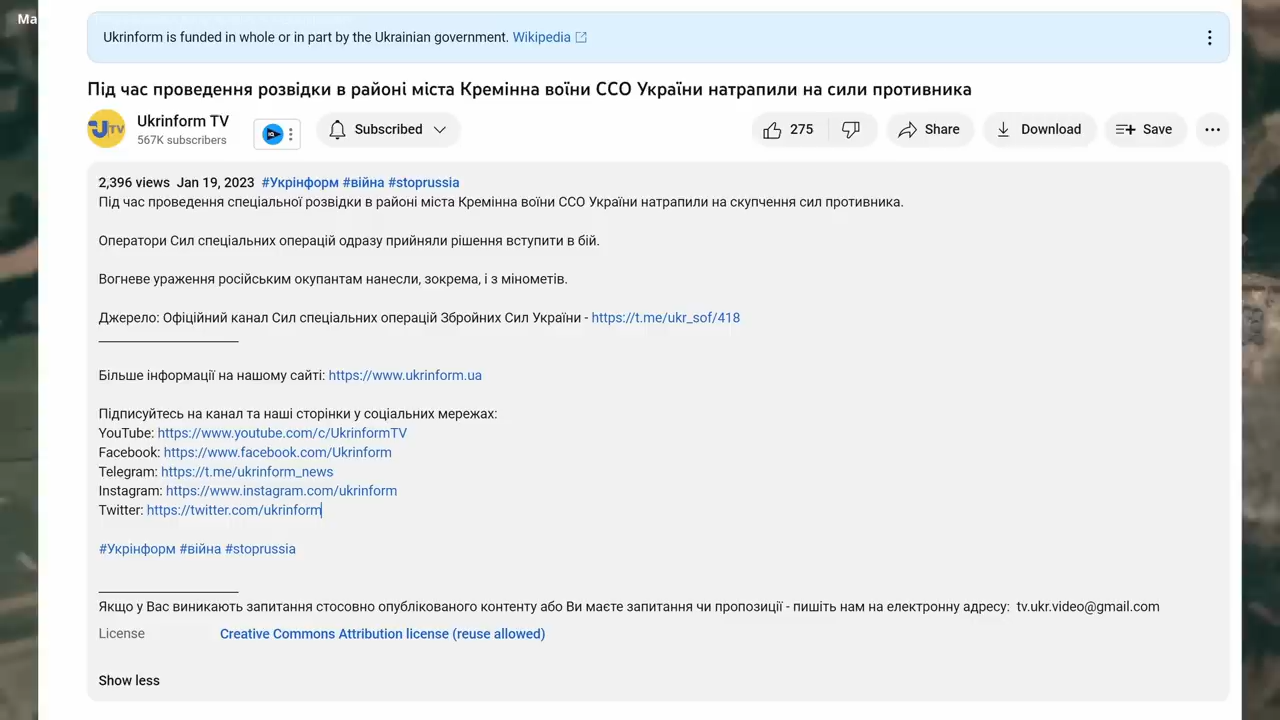 Ma
Ukrinform is funded in whole or in part by the Ukrainian government. Wikipedia
Під час проведення розвідки в районі міста Кремінна воїни ССО України натрапили на сили противника
UTV
Ukrinform TV
567K subscribers
Subscribed
275
Share
Download
Save
2,396 views Jan 19, 2023 #Укрінформ #війна #stoprussia
Під час проведення спеціальної розвідки в районі міста Кремінна воїни ССО України натрапили на скупчення сил противника.
Оператори Сил спеціальних операцій одразу прийняли рішення вступити в бій.
Вогневе ураження російським окупантам нанесли, зокрема, і з мінометів.
Джерело: Офіційний канал Сил спеціальних операцій Збройних Сил України - https://t.me/ukr_sof/418
Більше інформації на нашому сайті: https://www.ukrinform.ua
Підписуйтесь на канал та наші сторінки у соціальних мережах:
YouTube: https://www.youtube.com/c/UkrinformTV
Facebook: https://www.facebook.com/Ukrinform
Telegram: https://t.me/ukrinform_news
Instagram: https://www.instagram.com/ukrinform
Twitter: https://twitter.com/ukrinform
#Укрінформ #війна #stoprussia
Якщо у Вас виникають запитання стосовно опублікованого контенту або Ви маєте запитання чи пропозиції - пишіть нам на електронну адресу: tv.ukr.video@gmail.com
License Creative Commons Attribution license (reuse allowed)
Show less